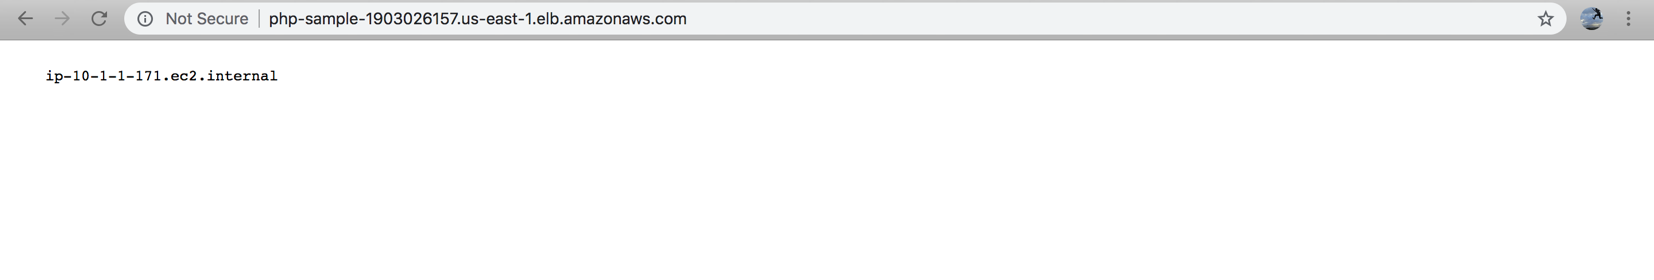 Not Secure php-sample-1903026157.us-east-1.elb.amazonaws.com
ip-10-1-1-171.ec2.internal